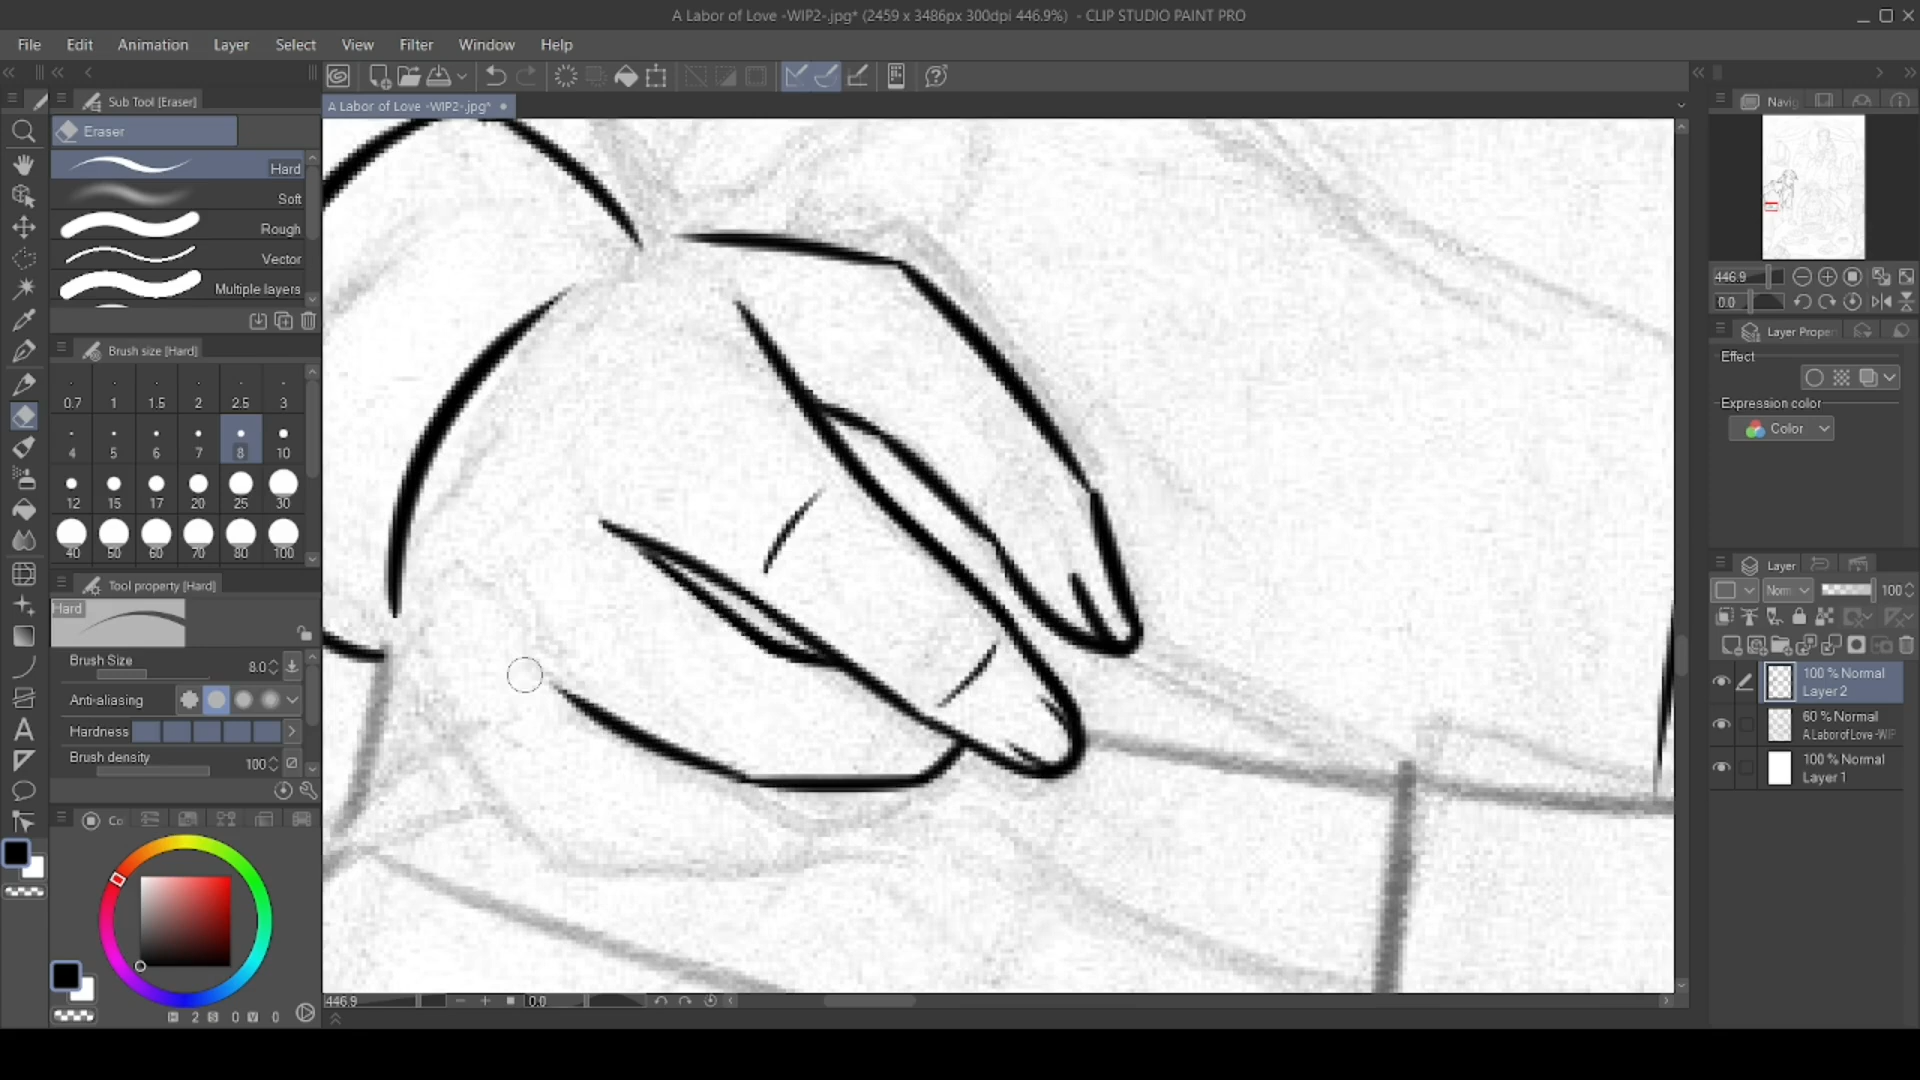 A Labor of Love -WIP2-.jpg* (2459 x 3486px 300dpi 446.9%) - CLIP STUDIO PAINT PRO
File Edit Animation Layer Select View Filter Window Help
Sub Tool [Eraser]
A Labor of Love -WIP2-.jpg*
Navig
Eraser
Hard
Soft
Rough
Vector
Multiple layers
446.9
0.0
Brush size [Hard]
Layer Proper
Effect
0.7 1 1.5 2 2.5 3
Expression color
Color
4 5 6 7 8 10
12 15 17 20 25 30
40 50 60 70 80 100
Layer
Tool property [Hard]
Norm 100
Hard
Brush Size 8.0
Anti-aliasing
Hardness
Brush density 100
100 % Normal
Layer 2
60 % Normal
A Labor of Love -WIP
100 % Normal
Layer 1
Co
446.9 0.0
H 2 S 0 V 0